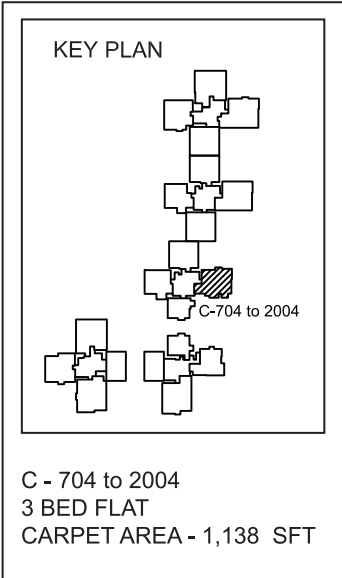 KEY PLAN
C-704 to 2004
C - 704 to 2004
3 BED FLAT
CARPET AREA - 1,138 SFT